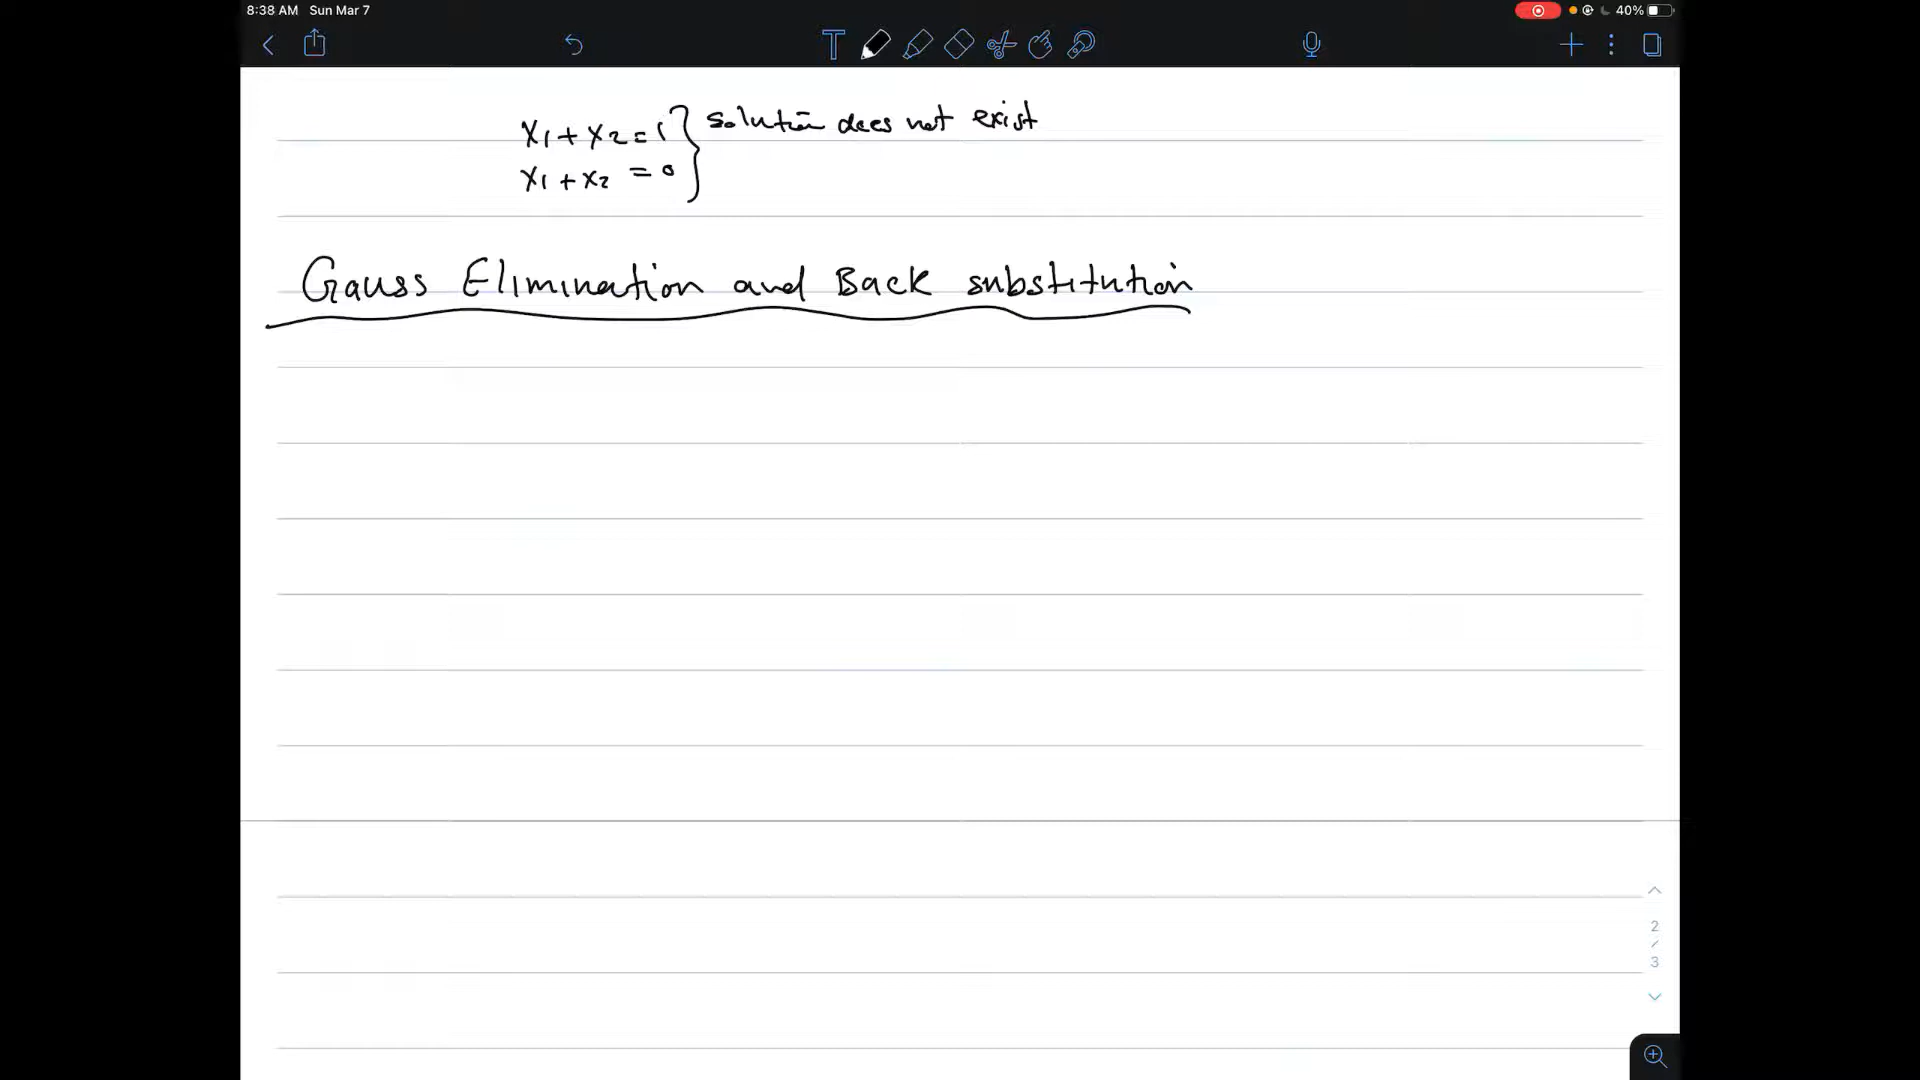 8:38 AM Sun Mar 7
40%
x₁ + x₂ = 1 } solution does not exist
x₁ + x₂ = 0
Gauss Elimination and Back substitution
2
/
3